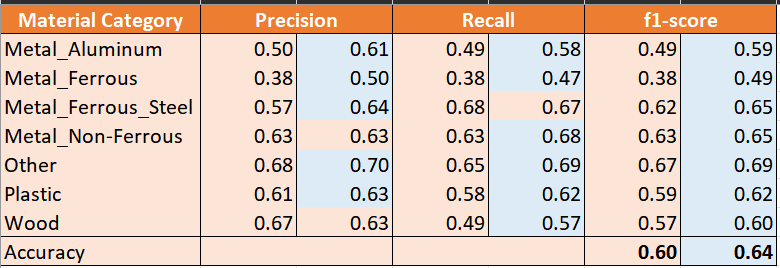 Material Category Precision Recall f1-score
Metal_Aluminum 0.50 0.61 0.49 0.58 0.49 0.59
Metal_Ferrous 0.38 0.50 0.38 0.47 0.38 0.49
Metal_Ferrous_Steel 0.57 0.64 0.68 0.67 0.62 0.65
Metal_Non-Ferrous 0.63 0.63 0.63 0.68 0.63 0.65
Other 0.68 0.70 0.65 0.69 0.67 0.69
Plastic 0.61 0.63 0.58 0.62 0.59 0.62
Wood 0.67 0.63 0.49 0.57 0.57 0.60
Accuracy 0.60 0.64